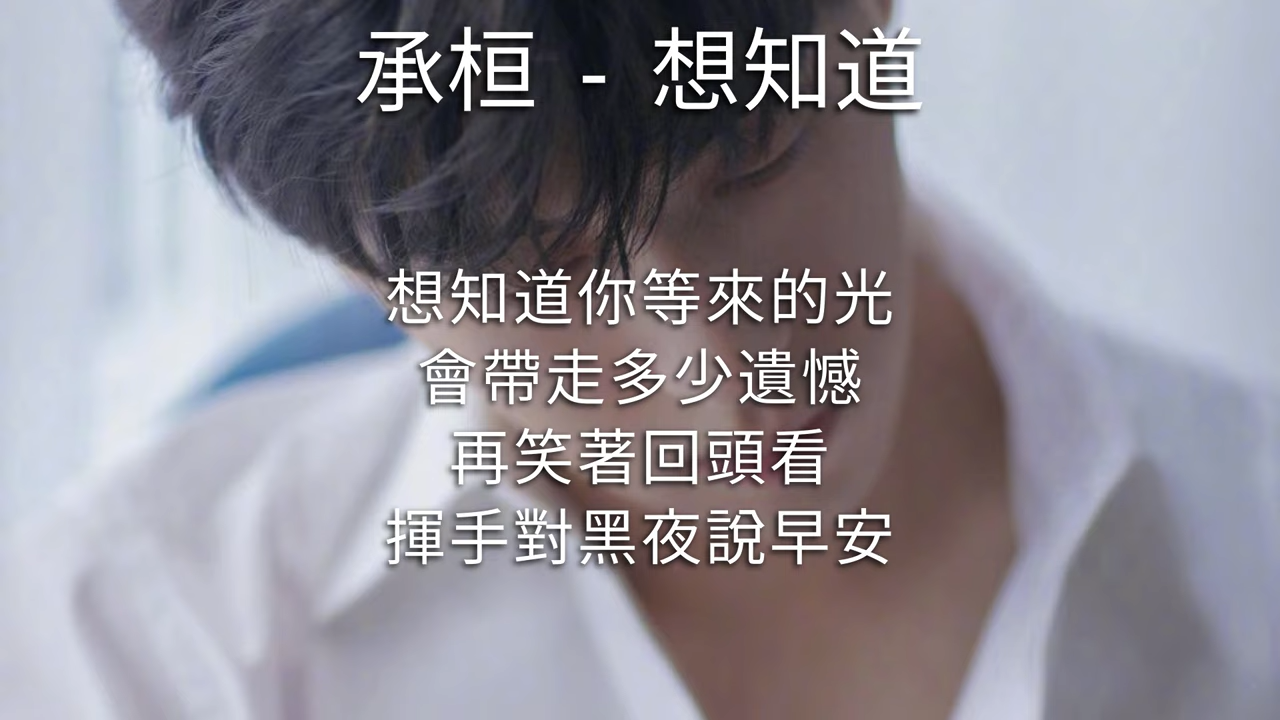 承桓 - 想知道
想知道你等來的光
會帶走多少遺憾
再笑著回頭看
揮手對黑夜說早安